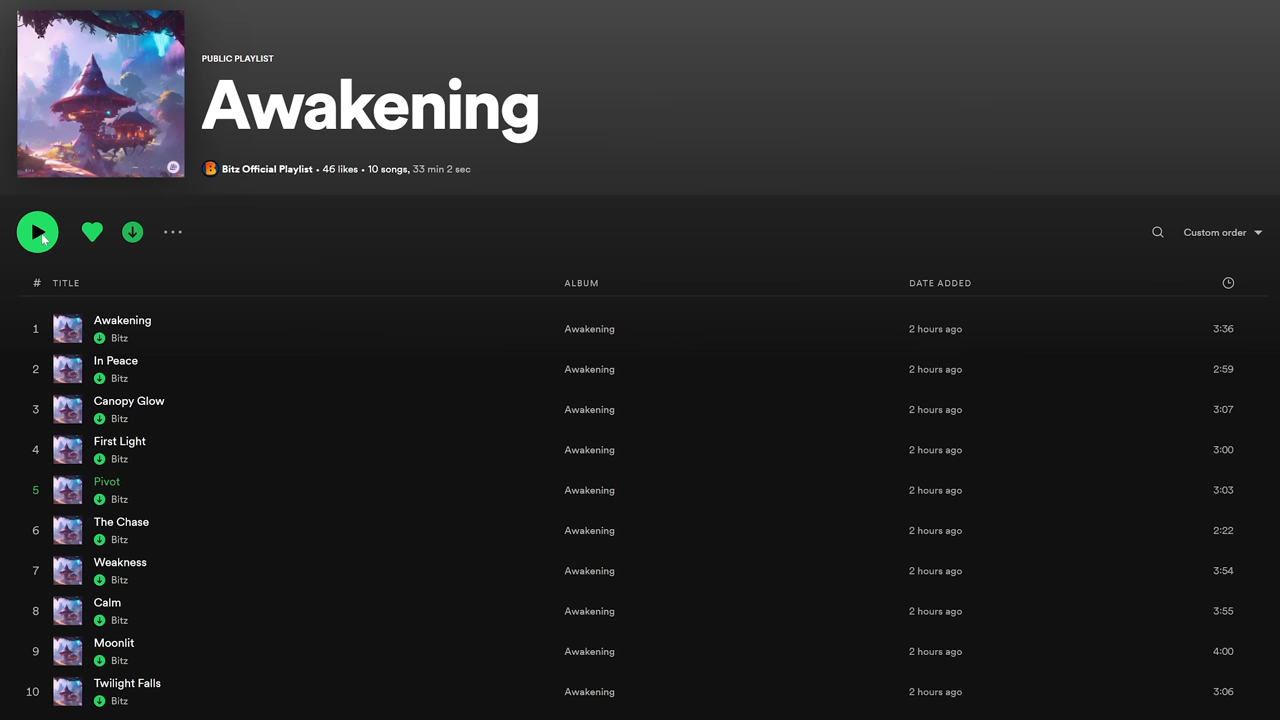 PUBLIC PLAYLIST
Awakening
Bitz Official Playlist • 46 likes • 10 songs, 33 min 2 sec
Custom order
# TITLE ALBUM DATE ADDED
1 Awakening Awakening 2 hours ago 3:36
Bitz
2 In Peace Awakening 2 hours ago 2:59
Bitz
3 Canopy Glow Awakening 2 hours ago 3:07
Bitz
4 First Light Awakening 2 hours ago 3:00
Bitz
5 Pivot Awakening 2 hours ago 3:03
Bitz
6 The Chase Awakening 2 hours ago 2:22
Bitz
7 Weakness Awakening 2 hours ago 3:54
Bitz
8 Calm Awakening 2 hours ago 3:55
Bitz
9 Moonlit Awakening 2 hours ago 4:00
Bitz
10 Twilight Falls Awakening 2 hours ago 3:06
Bitz